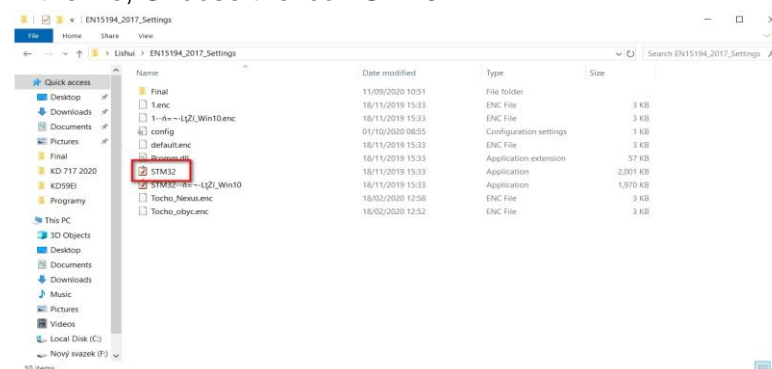 EN15194_2017_Settings
File Home Share View
Lishui > EN15194_2017_Settings Search EN15194_2017_Settings
Name Date modified Type Size
Quick access
Desktop
Downloads
Documents
Pictures
Final
KD 717 2020
KD59EI
Programy
This PC
3D Objects
Desktop
Documents
Downloads
Music
Pictures
Videos
Local Disk (C:)
Nový svazek (F:)
Final 11/09/2020 10:51 File folder
1.enc 18/11/2019 15:33 ENC File 3 KB
18/11/2019 15:33 ENC File 3 KB
config 01/10/2020 08:55 Configuration settings 1 KB
default.enc 18/11/2019 15:33 ENC File 3 KB
Pcomm.dll 18/11/2019 15:33 Application extension 57 KB
STM32 18/11/2019 15:33 Application 2,001 KB
18/11/2019 15:33 Application 1,970 KB
Tocho_Nexus.enc 18/02/2020 12:58 ENC File 3 KB
Tocho_obyc.enc 18/02/2020 12:52 ENC File 3 KB
10 items